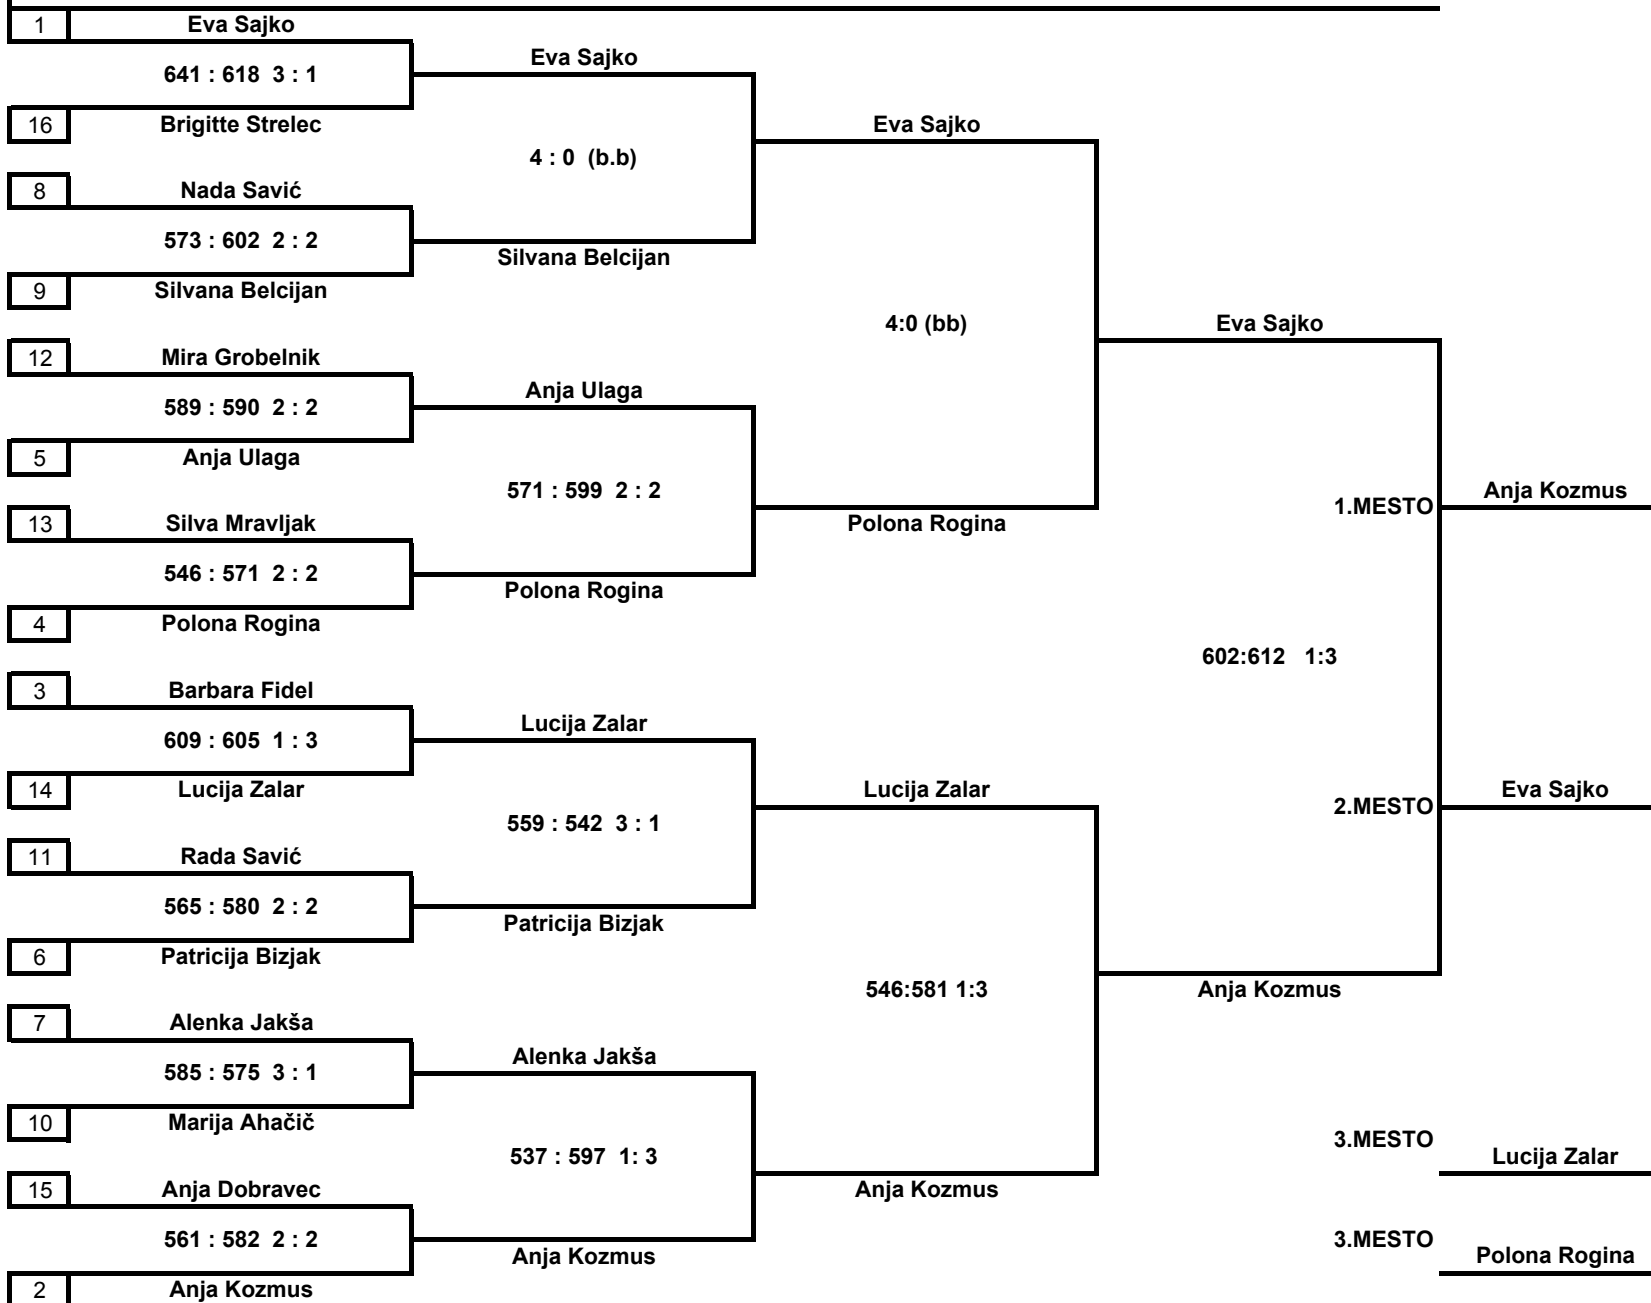 1 Eva Sajko
641 : 618 3 : 1
16 Brigitte Strelec
8 Nada Savić
573 : 602 2 : 2
9 Silvana Belcijan
12 Mira Grobelnik
589 : 590 2 : 2
5 Anja Ulaga
13 Silva Mravljak
546 : 571 2 : 2
4 Polona Rogina
3 Barbara Fidel
609 : 605 1 : 3
14 Lucija Zalar
11 Rada Savić
565 : 580 2 : 2
6 Patricija Bizjak
7 Alenka Jakša
585 : 575 3 : 1
10 Marija Ahačič
15 Anja Dobravec
561 : 582 2 : 2
2 Anja Kozmus
Eva Sajko
4 : 0 (b.b)
Silvana Belcijan
Anja Ulaga
571 : 599 2 : 2
Polona Rogina
Lucija Zalar
559 : 542 3 : 1
Patricija Bizjak
Alenka Jakša
537 : 597 1: 3
Anja Kozmus
Eva Sajko
4:0 (bb)
Polona Rogina
Lucija Zalar
546:581 1:3
Anja Kozmus
Eva Sajko
602:612 1:3
Anja Kozmus
1.MESTO Anja Kozmus
2.MESTO Eva Sajko
3.MESTO Lucija Zalar
3.MESTO Polona Rogina